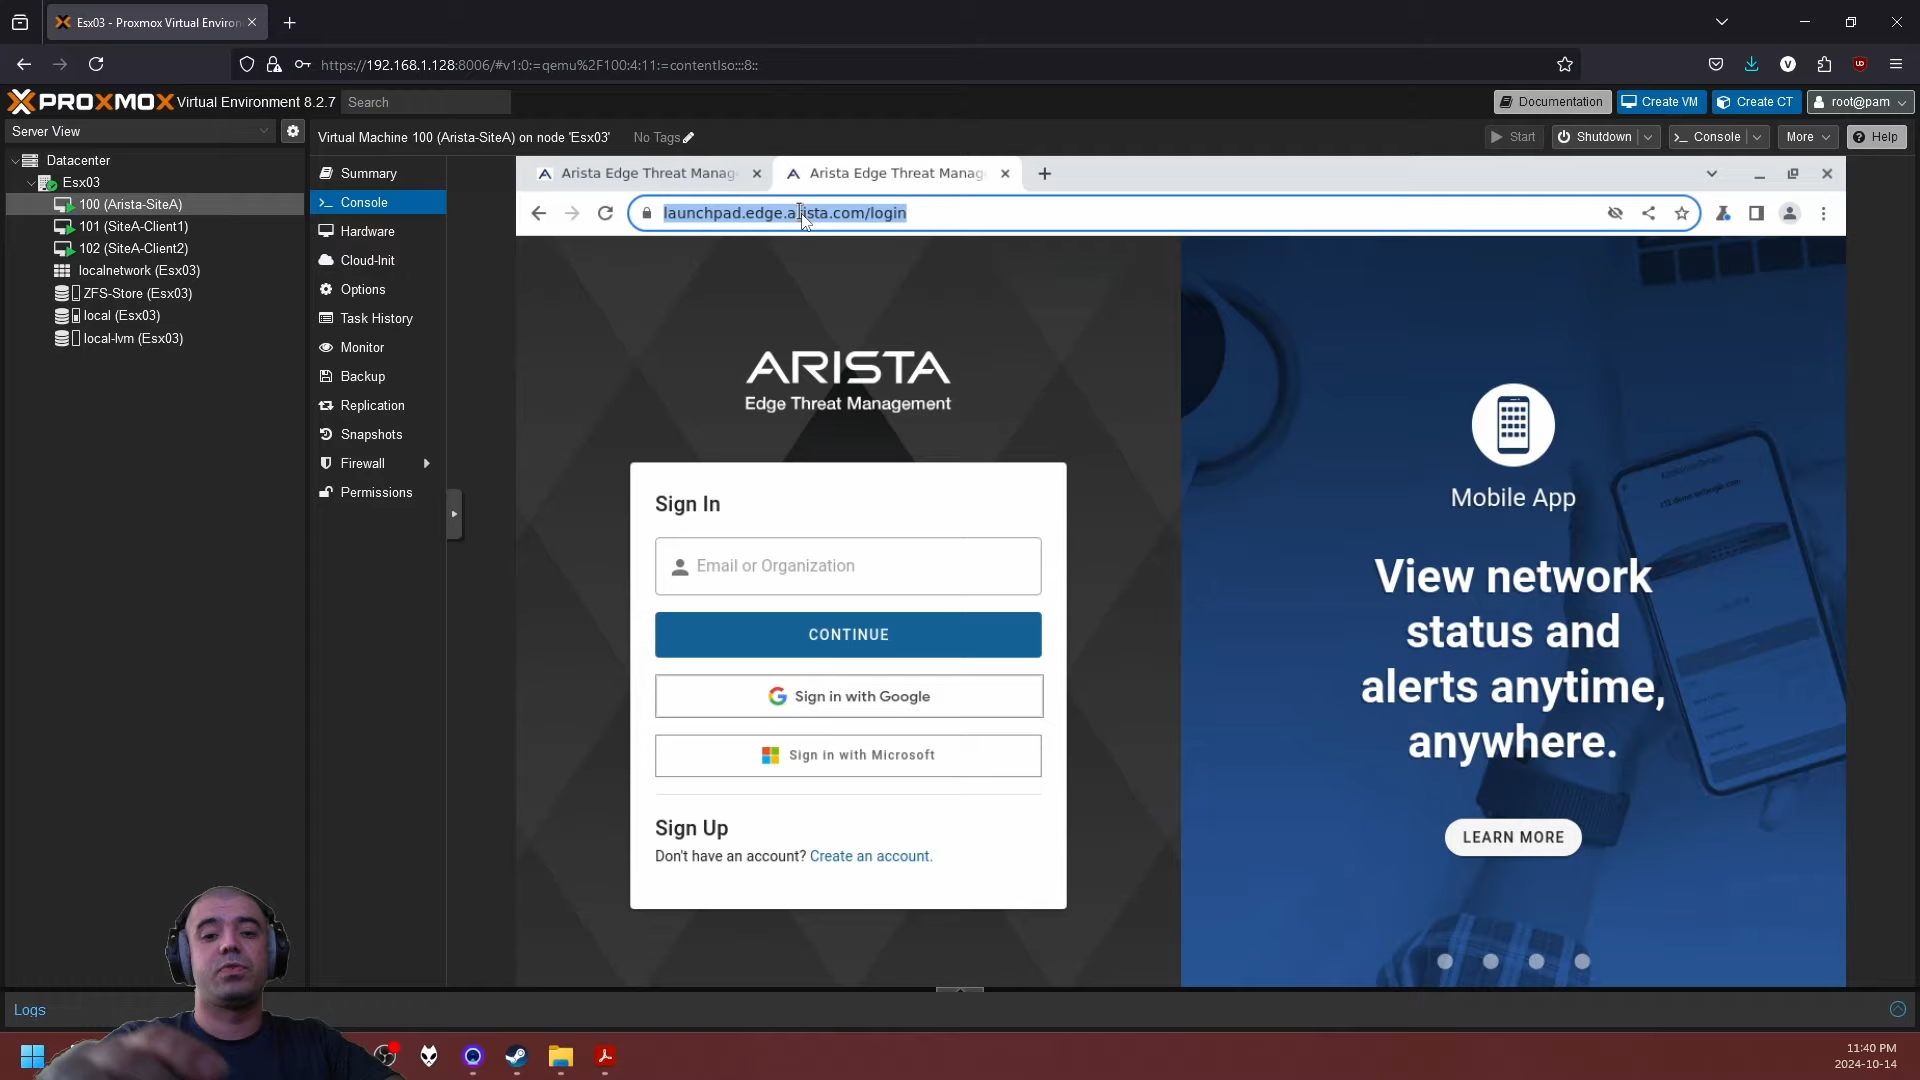 Esx03 - Proxmox Virtual Environ
https://192.168.1.128:8006/#v1:0:=qemu%2F100:4:11:=contentIso:::8::
PROXMOX Virtual Environment 8.2.7
Search
Documentation
Create VM
Create CT
root@pam
Server View
Virtual Machine 100 (Arista-SiteA) on node 'Esx03'
No Tags
Start
Shutdown
Console
More
Help
Datacenter
Esx03
100 (Arista-SiteA)
101 (SiteA-Client1)
102 (SiteA-Client2)
localnetwork (Esx03)
ZFS-Store (Esx03)
local (Esx03)
local-lvm (Esx03)
Summary
Console
Hardware
Cloud-Init
Options
Task History
Monitor
Backup
Replication
Snapshots
Firewall
Permissions
Arista Edge Threat Manag
Arista Edge Threat Manag
launchpad.edge.arista.com/login
ARISTA
Edge Threat Management
Sign In
Email or Organization
CONTINUE
Sign in with Google
Sign in with Microsoft
Sign Up
Don't have an account? Create an account.
Mobile App
View network
status and
alerts anytime,
anywhere.
LEARN MORE
Logs
11:40 PM
2024-10-14